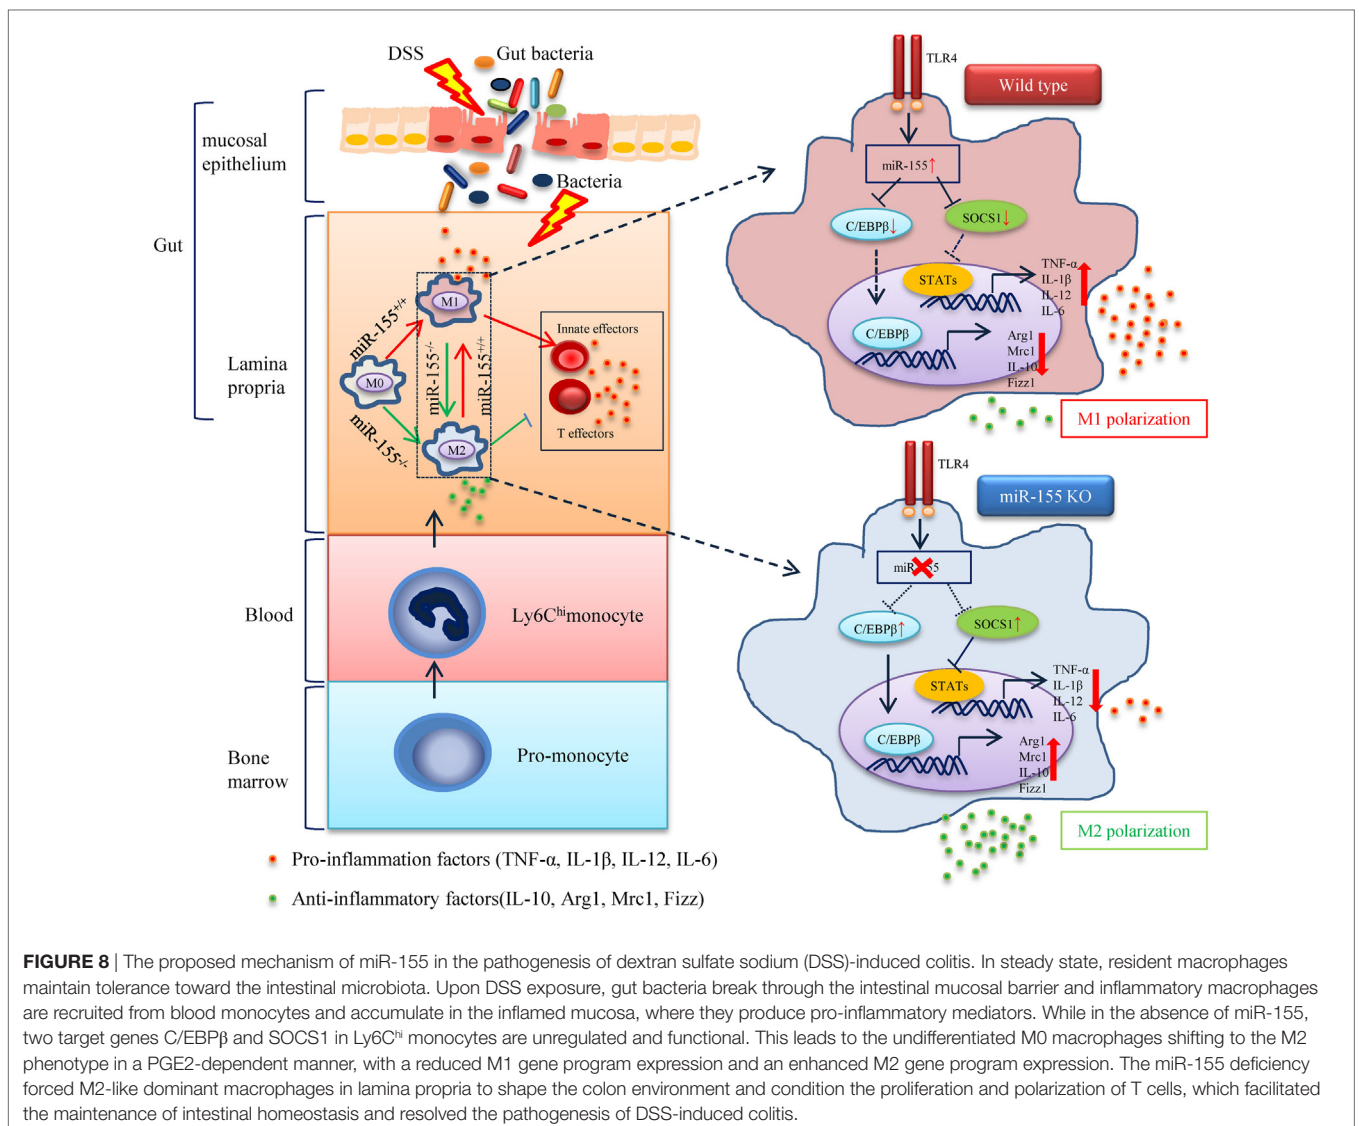 DSS
Gut bacteria
mucosal
epithelium
Bacteria
Gut
Lamina
propria
miR-155+/+
M1
M0
miR-155-/-
miR-155+/+
miR-155-/-
M2
Innate effectors
T effectors
Blood
Ly6Chimonocyte
Bone
marrow
Pro-monocyte
TLR4
Wild type
miR-155↑
C/EBPβ↓
SOCS1↓
STATs
TNF-α
IL-1β
IL-12
IL-6
C/EBPβ
Arg1
Mrc1
IL-10
Fizz1
M1 polarization
TLR4
miR-155 KO
miR-155
C/EBPβ↑
SOCS1↑
STATs
TNF-α
IL-1β
IL-12
IL-6
C/EBPβ
Arg1
Mrc1
IL-10
Fizz1
M2 polarization
Pro-inflammation factors (TNF-α, IL-1β, IL-12, IL-6)
Anti-inflammatory factors(IL-10, Arg1, Mrc1, Fizz)
FIGURE 8 | The proposed mechanism of miR-155 in the pathogenesis of dextran sulfate sodium (DSS)-induced colitis. In steady state, resident macrophages
maintain tolerance toward the intestinal microbiota. Upon DSS exposure, gut bacteria break through the intestinal mucosal barrier and inflammatory macrophages
are recruited from blood monocytes and accumulate in the inflamed mucosa, where they produce pro-inflammatory mediators. While in the absence of miR-155,
two target genes C/EBPβ and SOCS1 in Ly6Chi monocytes are unregulated and functional. This leads to the undifferentiated M0 macrophages shifting to the M2
phenotype in a PGE2-dependent manner, with a reduced M1 gene program expression and an enhanced M2 gene program expression. The miR-155 deficiency
forced M2-like dominant macrophages in lamina propria to shape the colon environment and condition the proliferation and polarization of T cells, which facilitated
the maintenance of intestinal homeostasis and resolved the pathogenesis of DSS-induced colitis.